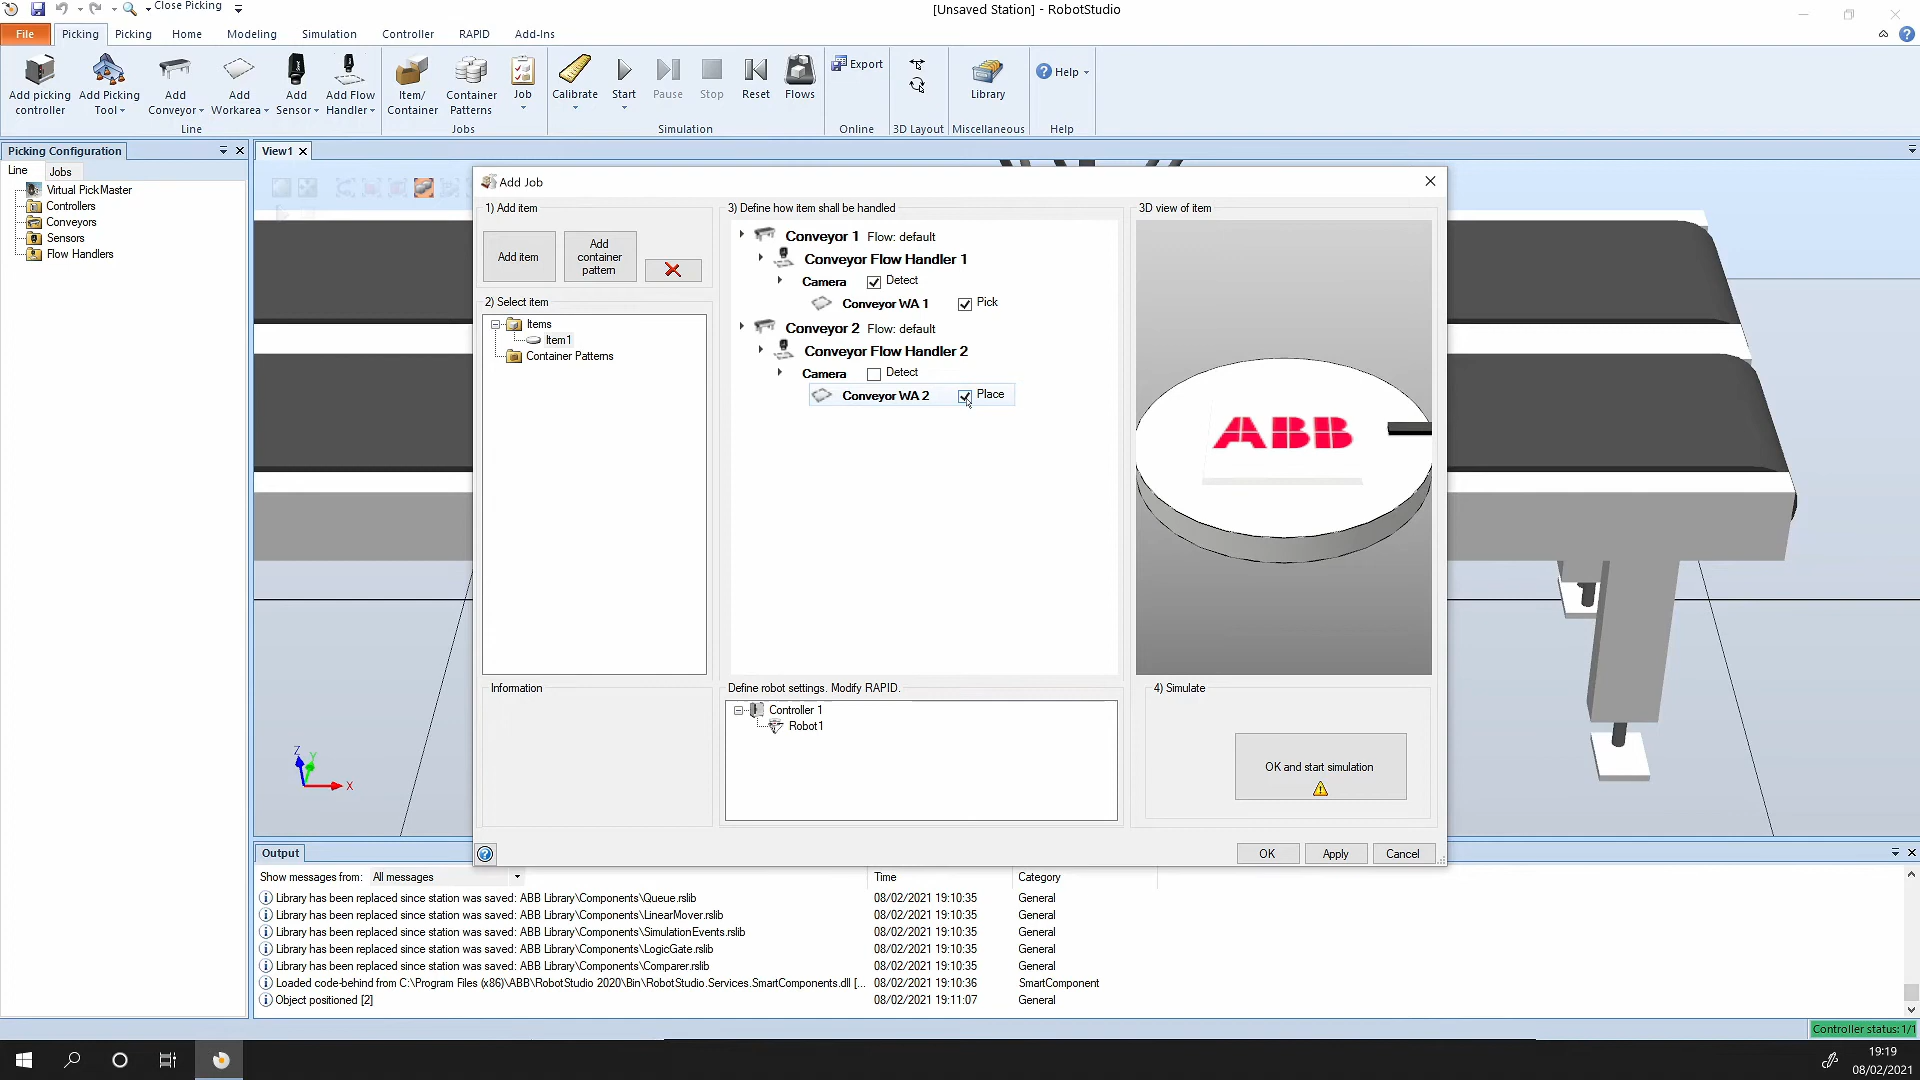 Close Picking
[Unsaved Station] - RobotStudio
File Picking Picking Home Modeling Simulation Controller RAPID Add-Ins
Add picking controller
Add Picking Tool
Add Conveyor
Add Workarea
Add Sensor
Add Flow Handler
Item/ Container
Container Patterns
Job
Calibrate
Start
Pause
Stop
Reset
Flows
Export
Library
Help
Line
Jobs
Simulation
Online
3D Layout
Miscellaneous
Help
Picking Configuration
Line
Jobs
Virtual PickMaster
Controllers
Conveyors
Sensors
Flow Handlers
View1
Add Job
1) Add item
Add item
Add container pattern
2) Select item
Items
Item1
Container Patterns
Information
3) Define how item shall be handled
Conveyor 1 Flow: default
Conveyor Flow Handler 1
Camera Detect
Conveyor WA 1 Pick
Conveyor 2 Flow: default
Conveyor Flow Handler 2
Camera Detect
Conveyor WA 2 Place
Define robot settings. Modify RAPID.
Controller 1
Robot1
3D view of item
ABB
4) Simulate
OK and start simulation
OK
Apply
Cancel
Z
Y
X
Output
Show messages from: All messages
Time
Category
Library has been replaced since station was saved: ABB Library\Components\Queue.rslib 08/02/2021 19:10:35 General
Library has been replaced since station was saved: ABB Library\Components\LinearMover.rslib 08/02/2021 19:10:35 General
Library has been replaced since station was saved: ABB Library\Components\SimulationEvents.rslib 08/02/2021 19:10:35 General
Library has been replaced since station was saved: ABB Library\Components\LogicGate.rslib 08/02/2021 19:10:35 General
Library has been replaced since station was saved: ABB Library\Components\Comparer.rslib 08/02/2021 19:10:35 General
Loaded code-behind from C:\Program Files (x86)\ABB\RobotStudio 2020\Bin\RobotStudio.Services.SmartComponents.dll [... 08/02/2021 19:10:36 SmartComponent
Object positioned [2] 08/02/2021 19:11:07 General
Controller status: 1/1
19:19
08/02/2021